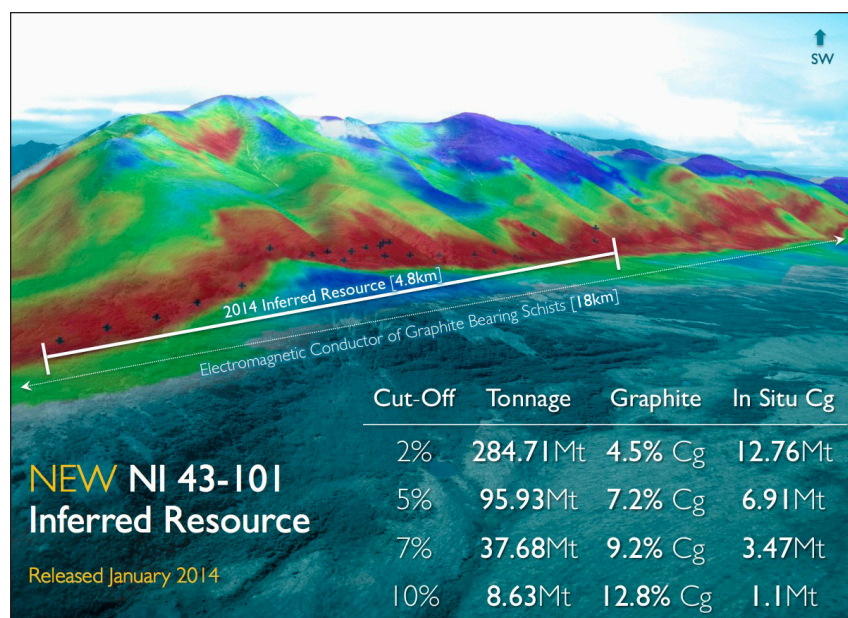 SW
2014 Inferred Resource [4.8km]
Electromagnetic Conductor of Graphite Bearing Schists [18km]
Cut-Off Tonnage Graphite In Situ Cg
2% 284.71Mt 4.5% Cg 12.76Mt
5% 95.93Mt 7.2% Cg 6.91Mt
7% 37.68Mt 9.2% Cg 3.47Mt
10% 8.63Mt 12.8% Cg 1.1Mt
NEW NI 43-101
Inferred Resource
Released January 2014